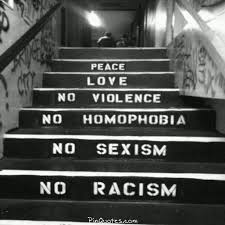 PEACE
LOVE
NO VIOLENCE
NO HOMOPHOBIA
NO SEXISM
NO RACISM
PinQuotes.com